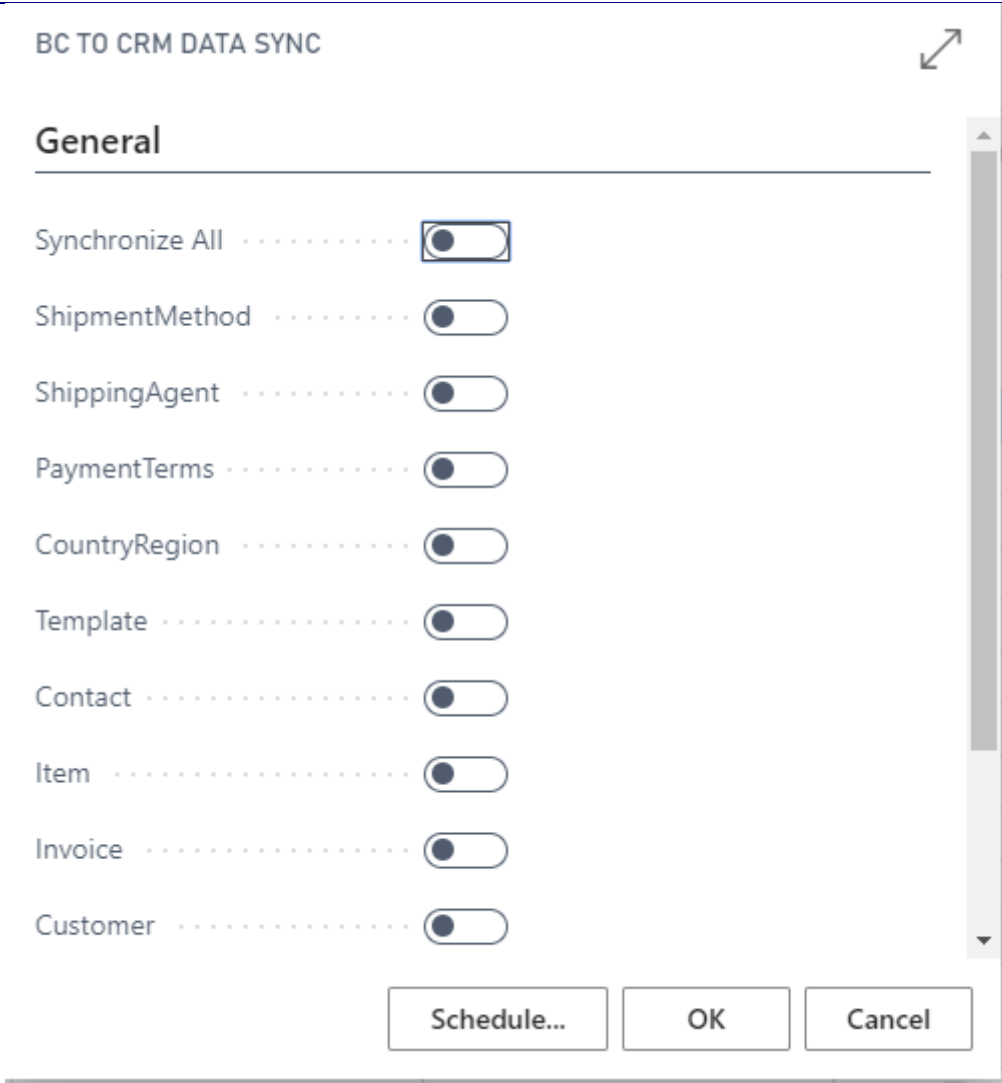 BC TO CRM DATA SYNC
General
Synchronize All
ShipmentMethod
ShippingAgent
PaymentTerms
CountryRegion
Template
Contact
Item
Invoice
Customer
Schedule... OK Cancel